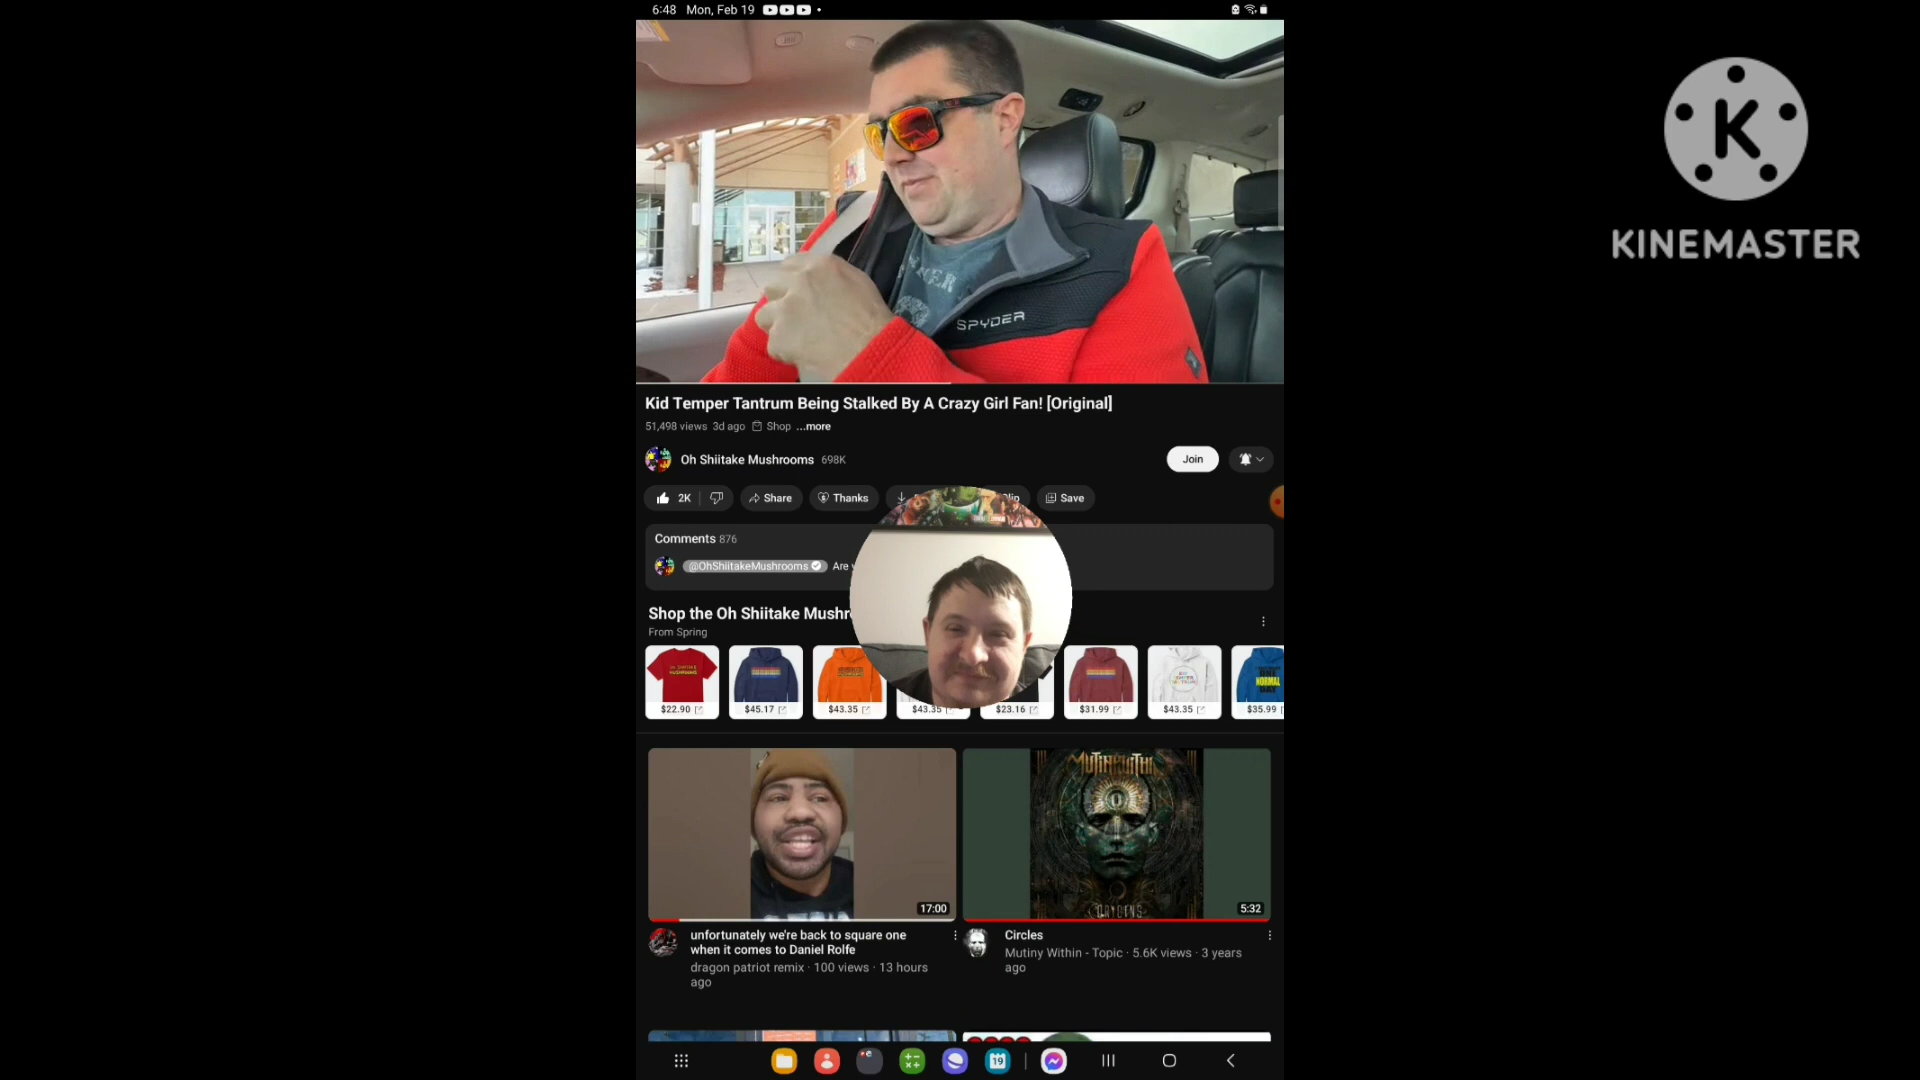 6:48 Mon, Feb 19
KINEMASTER
SPYDER
Kid Temper Tantrum Being Stalked By A Crazy Girl Fan! [Original]
51,498 views 3d ago Shop ...more
Oh Shiitake Mushrooms 698K
Join
2K Share Thanks Save
Comments 876
@OhShiitakeMushrooms Are
Shop the Oh Shiitake
From Spring
$22.90 $45.17 $43.35 $43.35 $23.16 $31.99 $43.35 $35.99
MUTINY WITHIN
ORIGINS
17:00
5:32
unfortunately we're back to square one
when it comes to Daniel Rolfe
dragon patriot remix · 100 views · 13 hours
ago
Circles
Mutiny Within - Topic · 5.6K views · 3 years
ago
19